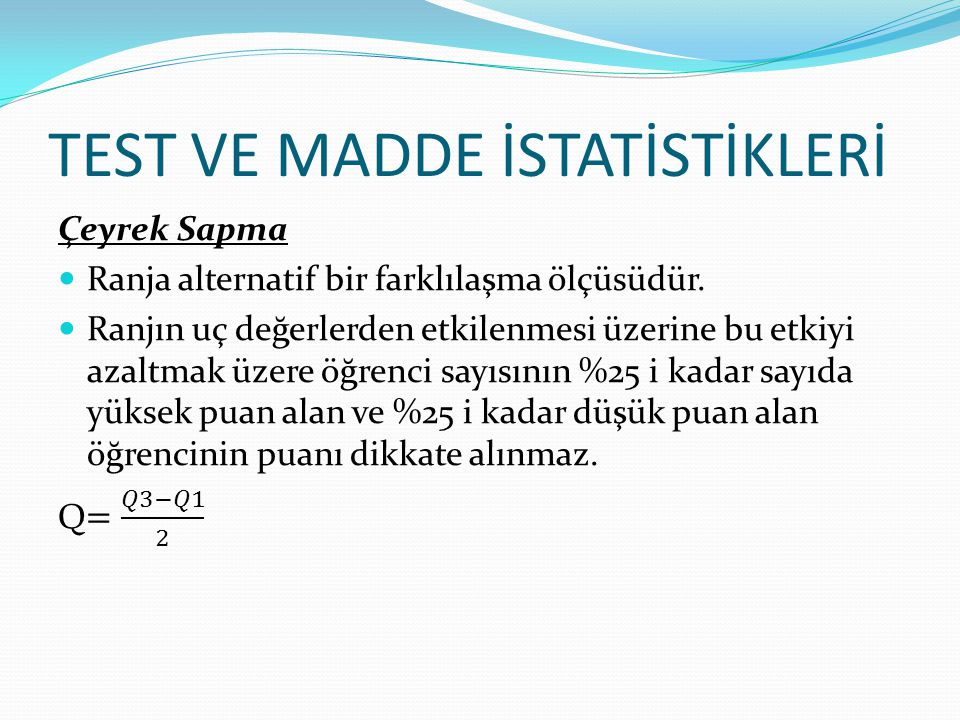 TEST VE MADDE İSTATİSTİKLERİ
Çeyrek Sapma
• Ranja alternatif bir farklılaşma ölçüsüdür.
• Ranjın uç değerlerden etkilenmesi üzerine bu etkiyi
azaltmak üzere öğrenci sayısının %25 i kadar sayıda
yüksek puan alan ve %25 i kadar düşük puan alan
öğrencinin puanı dikkate alınmaz.
Q= \frac{Q3−Q1}{2}